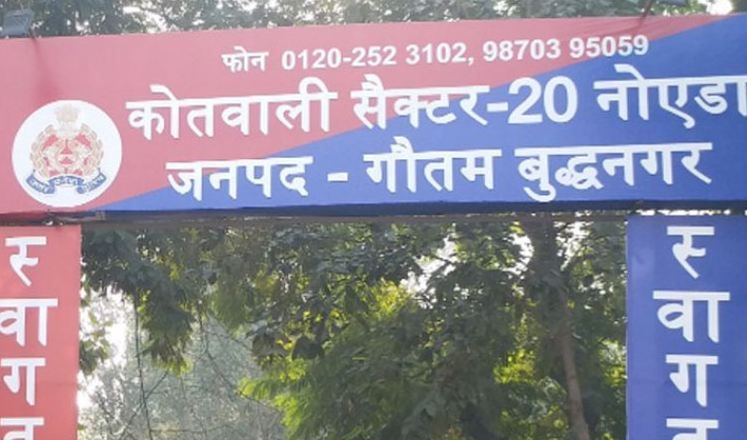 फोन 0120-252 3102, 98703 95059
कोतवाली सैक्टर-20 नोएडा
जनपद - गौतम बुद्धनगर
स्वाग
स्वाग